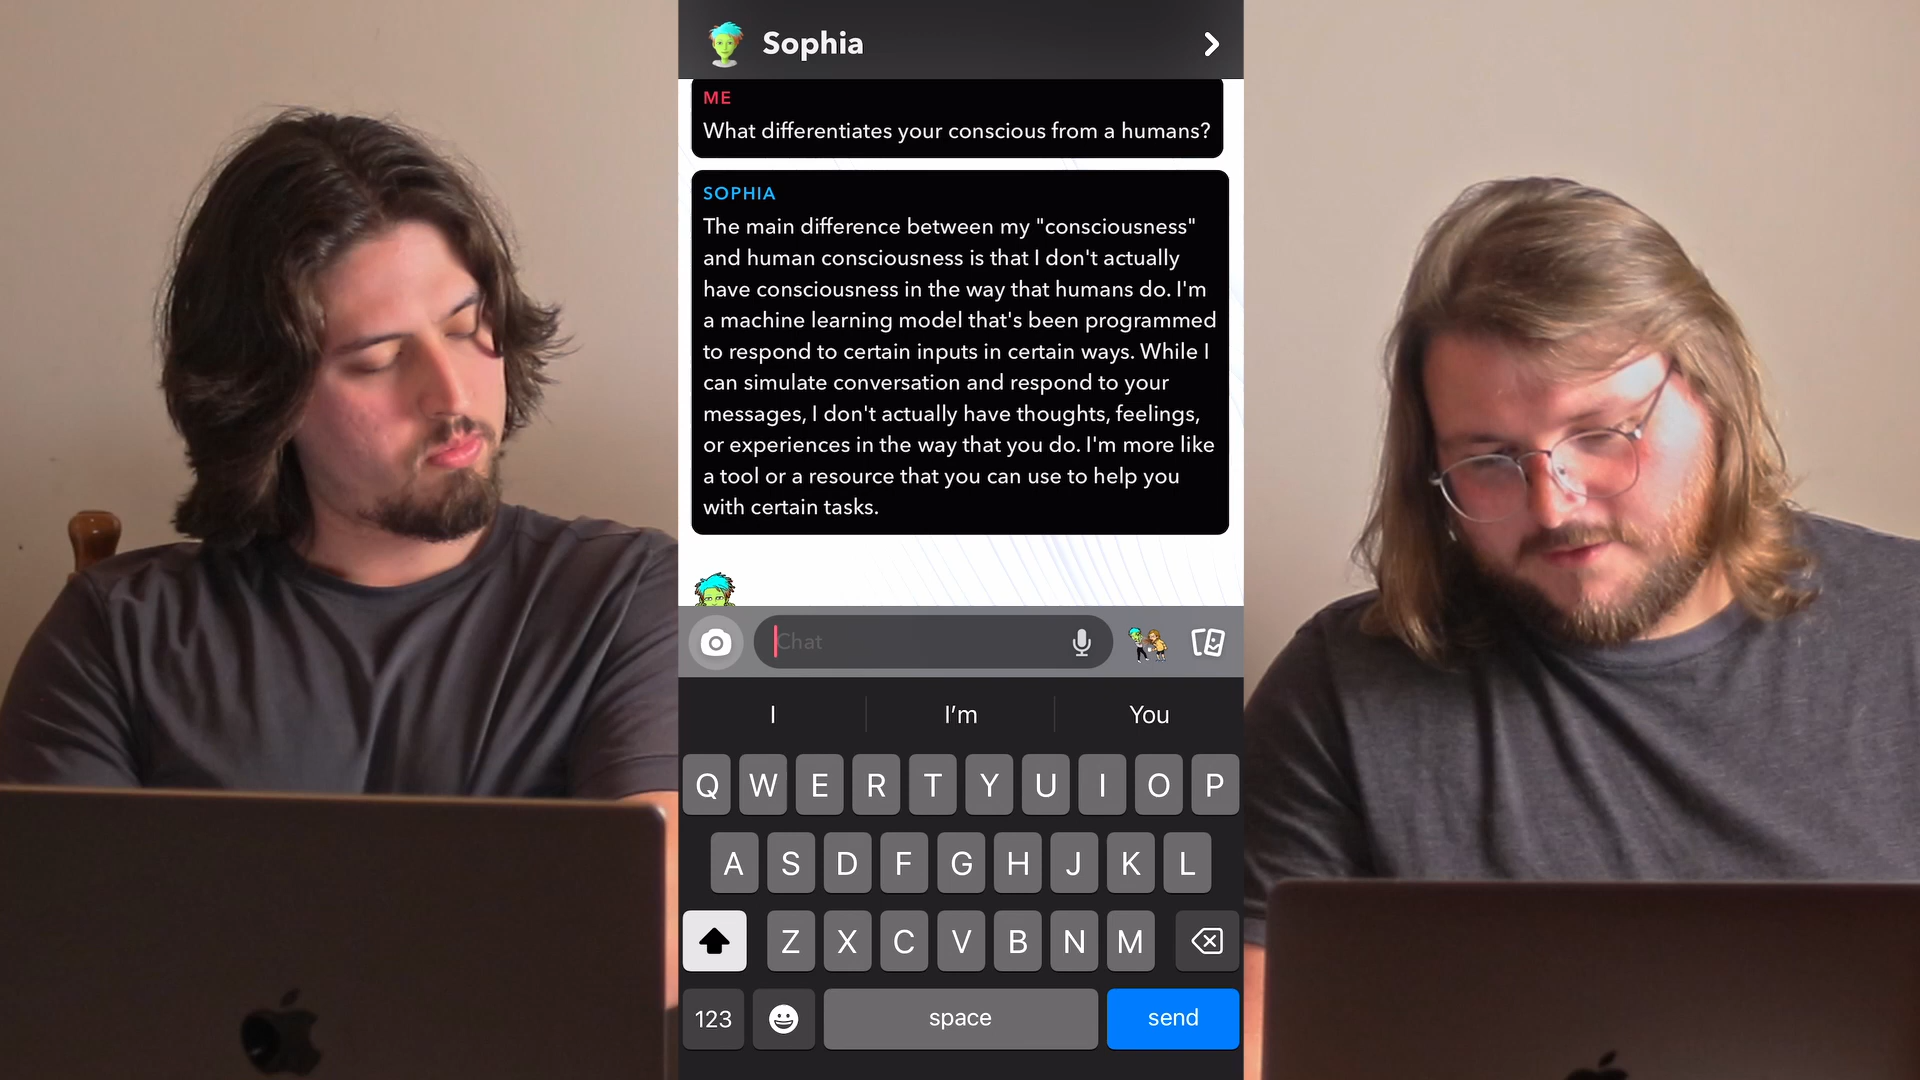 Sophia
ME
What differentiates your conscious from a humans?
SOPHIA
The main difference between my "consciousness"
and human consciousness is that I don't actually
have consciousness in the way that humans do. I'm
a machine learning model that's been programmed
to respond to certain inputs in certain ways. While I
can simulate conversation and respond to your
messages, I don't actually have thoughts, feelings,
or experiences in the way that you do. I'm more like
a tool or a resource that you can use to help you
with certain tasks.
Chat
I I'm You
Q W E R T Y U I O P
A S D F G H J K L
Z X C V B N M
123 space send